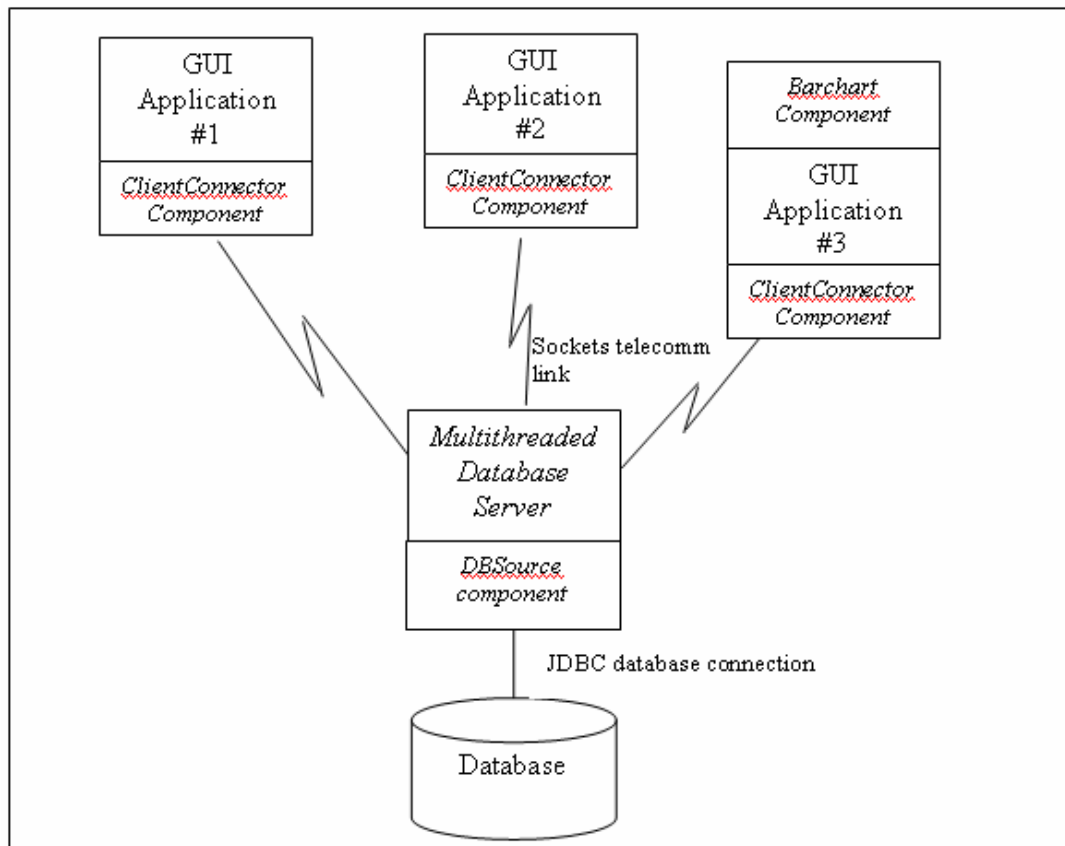 GUI
Application
#1
ClientConnector
Component
GUI
Application
#2
ClientConnector
Component
Barchart
Component
GUI
Application
#3
ClientConnector
Component
Sockets telecomm
link
Multithreaded
Database
Server
DBSource
component
JDBC database connection
Database